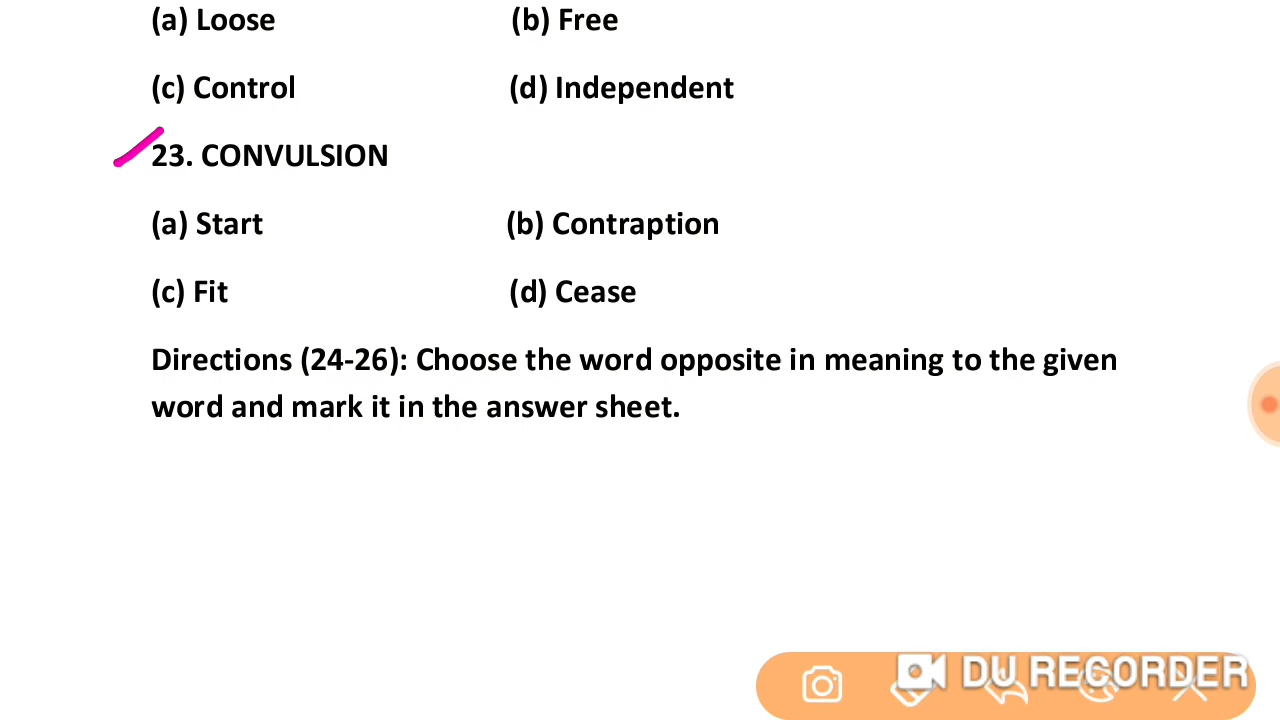 (a) Loose (b) Free
(c) Control (d) Independent
23. CONVULSION
(a) Start (b) Contraption
(c) Fit (d) Cease
Directions (24-26): Choose the word opposite in meaning to the given
word and mark it in the answer sheet.
DU RECORDER